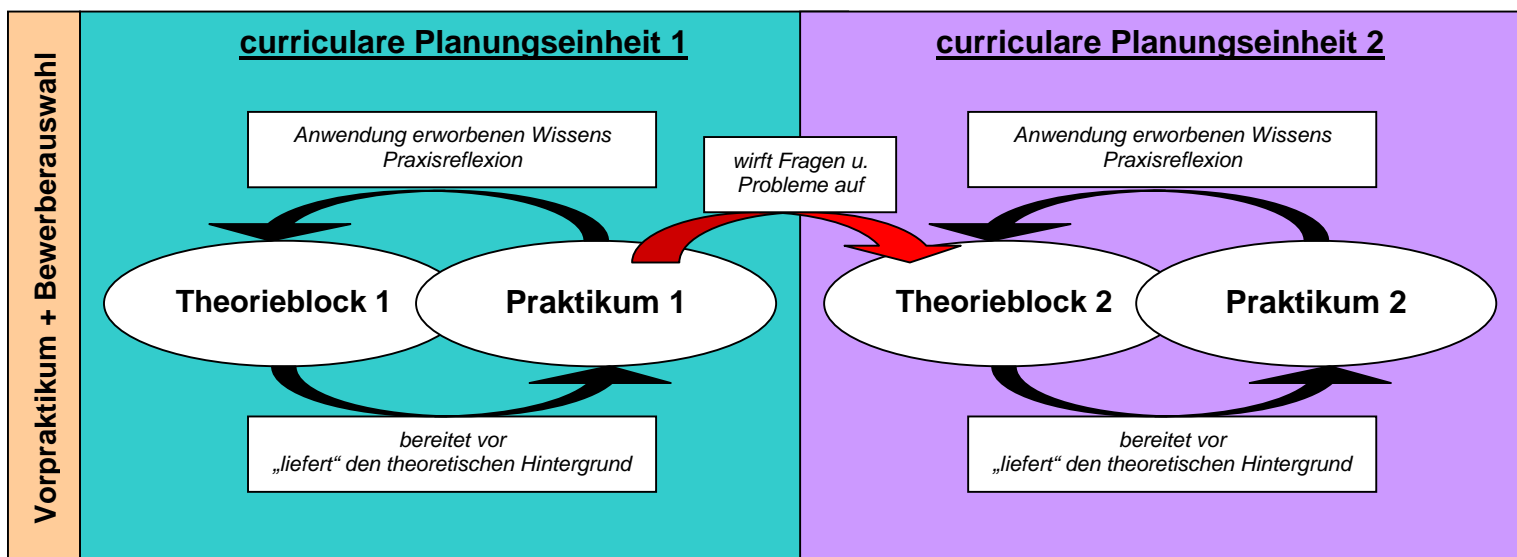 Vorpraktikum + Bewerberauswahl
curriculare Planungseinheit 1
Anwendung erworbenen Wissens
Praxisreflexion
Theorieblock 1
Praktikum 1
bereitet vor
„liefert“ den theoretischen Hintergrund
wirft Fragen u.
Probleme auf
curriculare Planungseinheit 2
Anwendung erworbenen Wissens
Praxisreflexion
Theorieblock 2
Praktikum 2
bereitet vor
„liefert“ den theoretischen Hintergrund